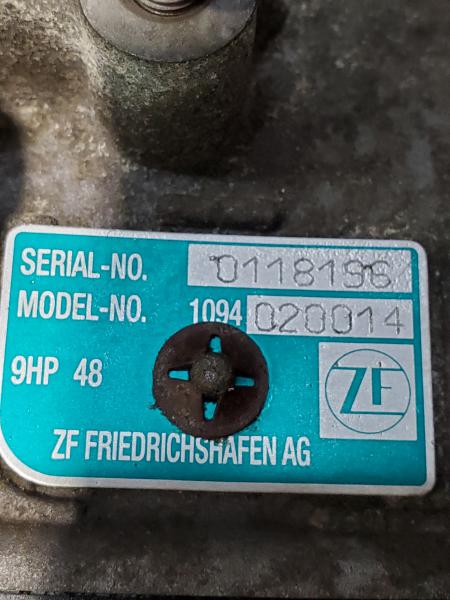 SERIAL-NO. 0118196
MODEL-NO. 1094 020014
9HP 48
ZF
ZF FRIEDRICHSHAFEN AG